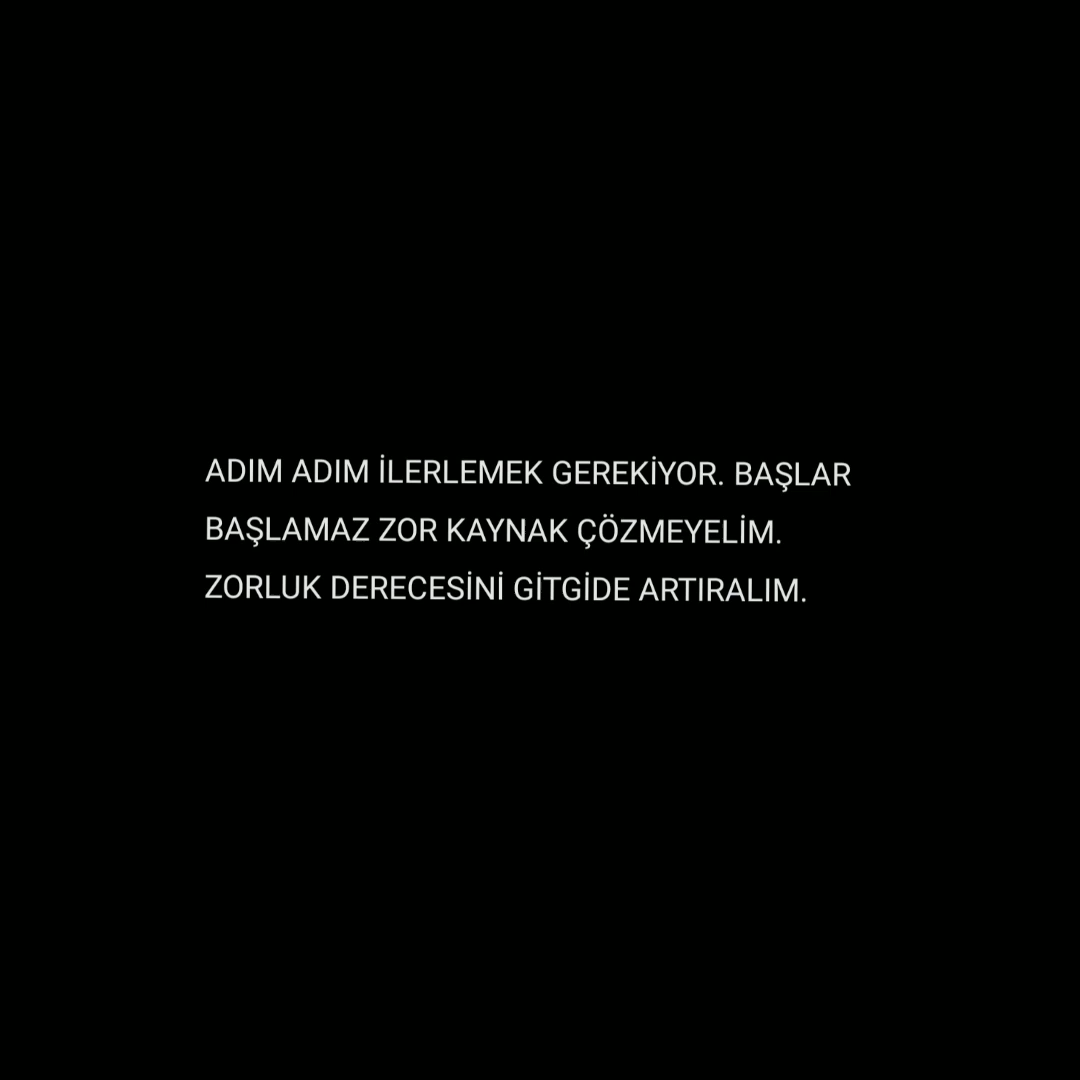 ADIM ADIM İLERLEMEK GEREKİYOR. BAŞLAR
BAŞLAMAZ ZOR KAYNAK ÇÖZMEYELİM.
ZORLUK DERECESİNİ GİTGİDE ARTIRALIM.